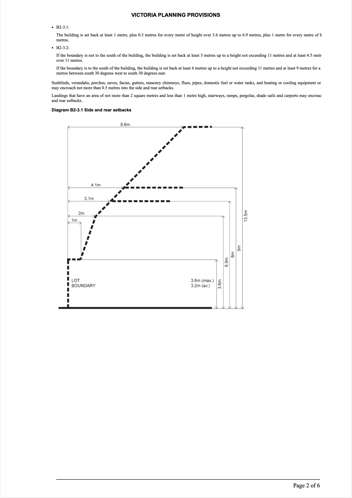 VICTORIA PLANNING PROVISIONS
• B2-3.1:
The building is set back at least 1 metre, plus 0.3 metres for every metre of height over 3.6 metres up to 6.9 metres, plus 1 metre for every metre of h
metres.
• B2-3.2:
If the boundary is not to the south of the building, the building is set back at least 3 metres up to a height not exceeding 11 metres and at least 4.5 metr
over 11 metres.
If the boundary is to the south of the building, the building is set back at least 6 metres up to a height not exceeding 11 metres and at least 9 metres for a
metres between south 30 degrees west to south 30 degrees east.
Sunblinds, verandahs, porches, eaves, facias, gutters, masonry chimneys, flues, pipes, domestic fuel or water tanks, and heating or cooling equipment or
may encroach not more than 0.5 metres into the side and rear setbacks.
Landings that have an area of not more than 2 square metres and less than 1 metre high, stairways, ramps, pergolas, shade sails and carports may encroac
and rear setbacks.
Diagram B2-3.1 Side and rear setbacks
8.6m
4.1m
3.1m
2m
1m
13.5m
9m
8m
6.9m
3.6m
LOT
BOUNDARY
3.6m (max.)
3.2m (av.)
Page 2 of 6